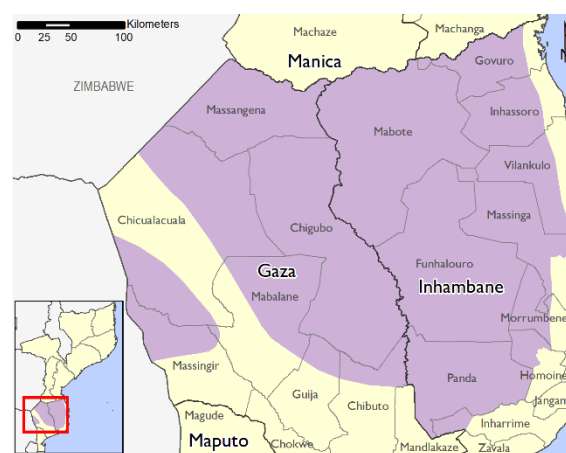 Kilometers
0 25 50 100
Machaze
Machanga
Manica
Govuro
ZIMBABWE
Massangena
Inhassoro
Mabote
Vilankulo
Chicualacuala
Massinga
Chigubo
Funhalouro
Gaza
Inhambane
Mabalane
Morrumbene
Massingir
Panda
Homoine
Guija
Jangam
Magude
Chibuto
Inharrime
Maputo
Chokwe
Mandlakaze
Zavala